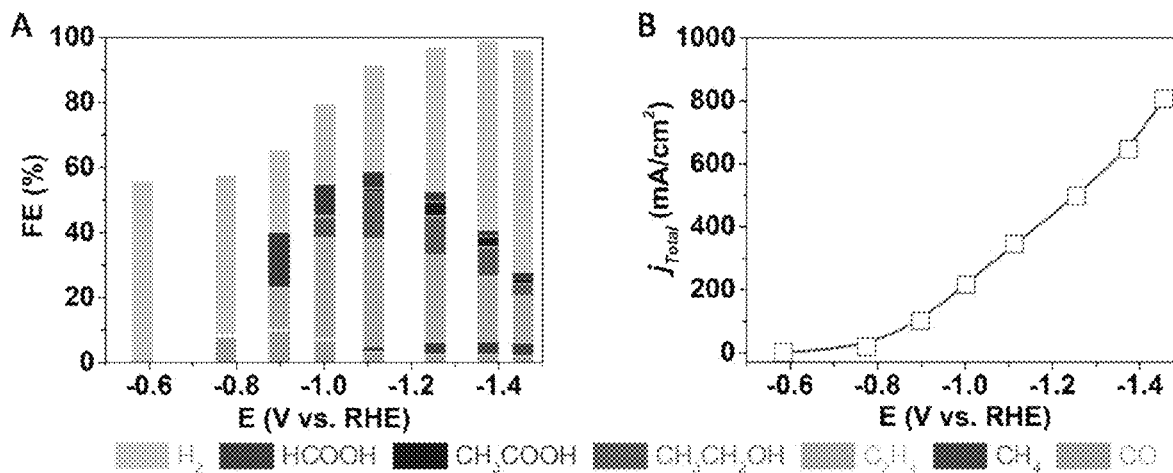 A
B
FE (%)
100
80
60
40
20
0
-0.6 -0.8 -1.0 -1.2 -1.4
E (V vs. RHE)
j_Total (mA/cm²)
1000
800
600
400
200
0
-0.6 -0.8 -1.0 -1.2 -1.4
E (V vs. RHE)
H₂ HCOOH CH₃COOH CH₃CH₂OH C₂H₄ CH₄ CO